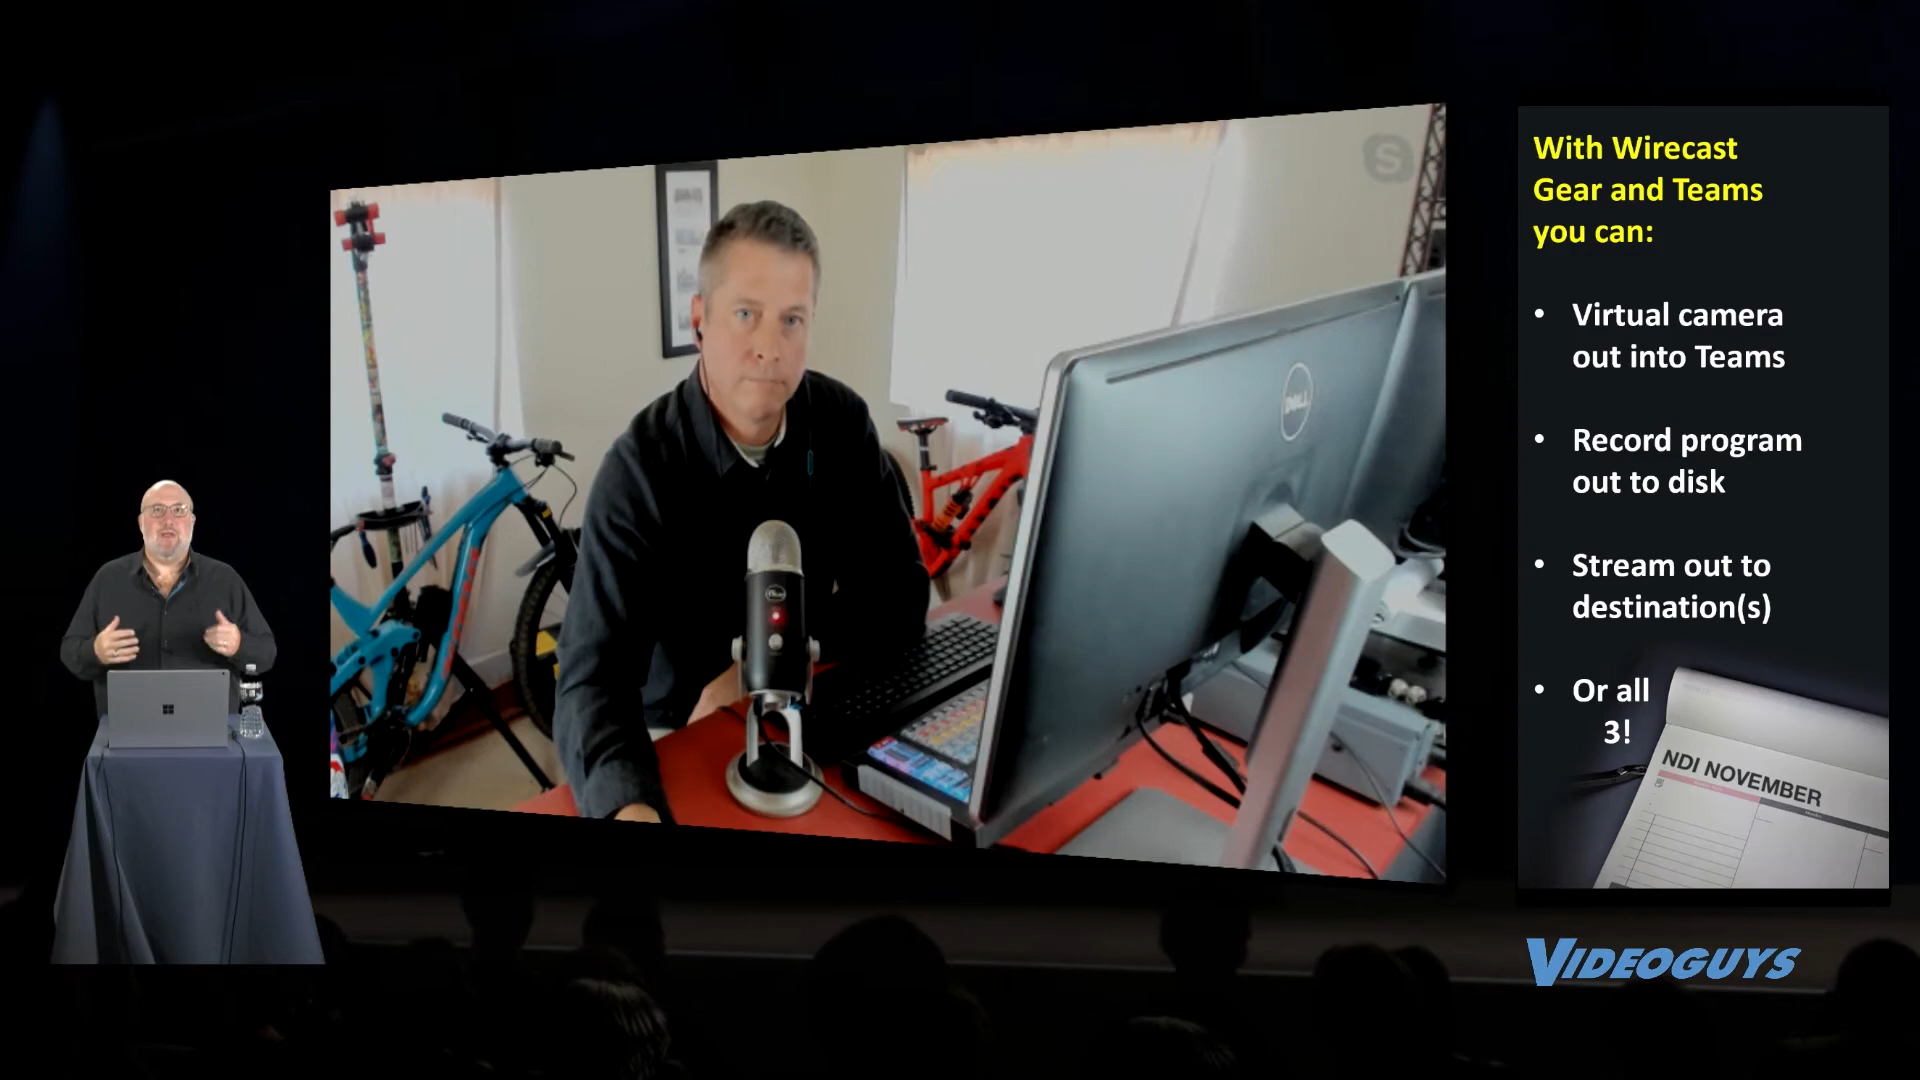 S
With Wirecast
Gear and Teams
you can:
• Virtual camera
out into Teams
DELL
• Record program
out to disk
• Stream out to
destination(s)
• Or all
3!
NDI NOVEMBER
VIDEOGUYS